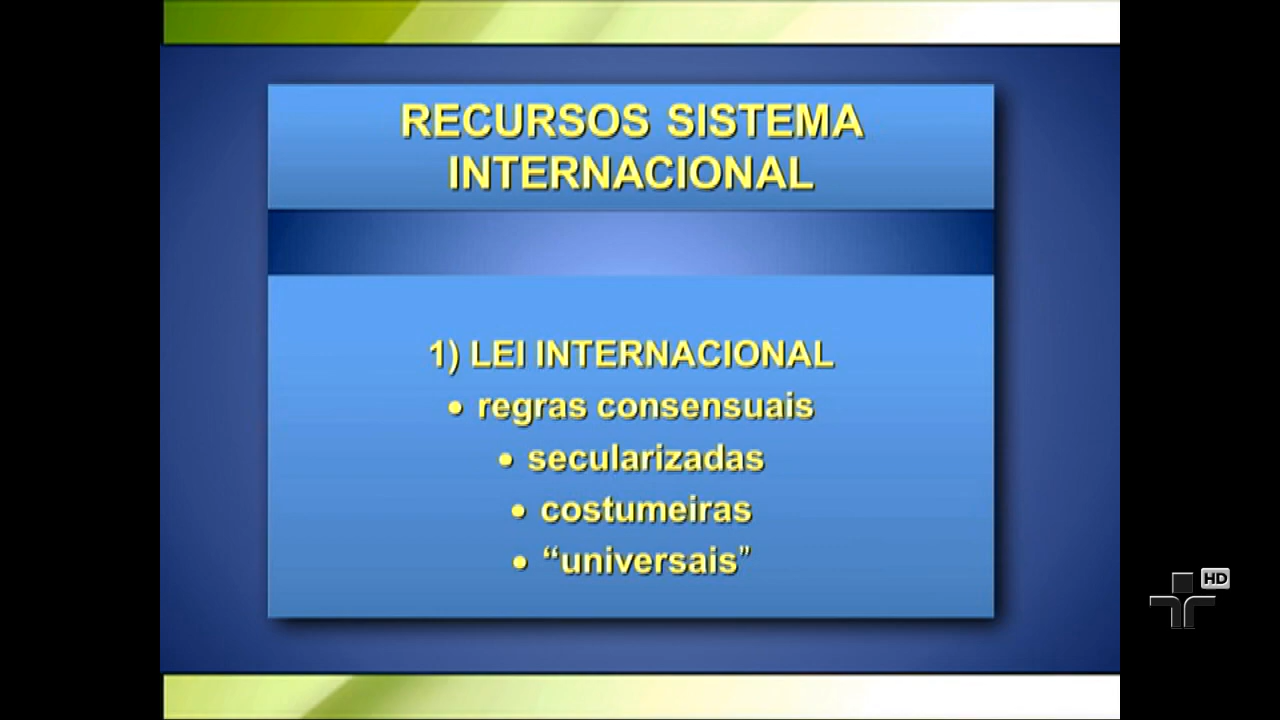 RECURSOS SISTEMA
INTERNACIONAL
1) LEI INTERNACIONAL
• regras consensuais
• secularizadas
• costumeiras
• “universais”
HD